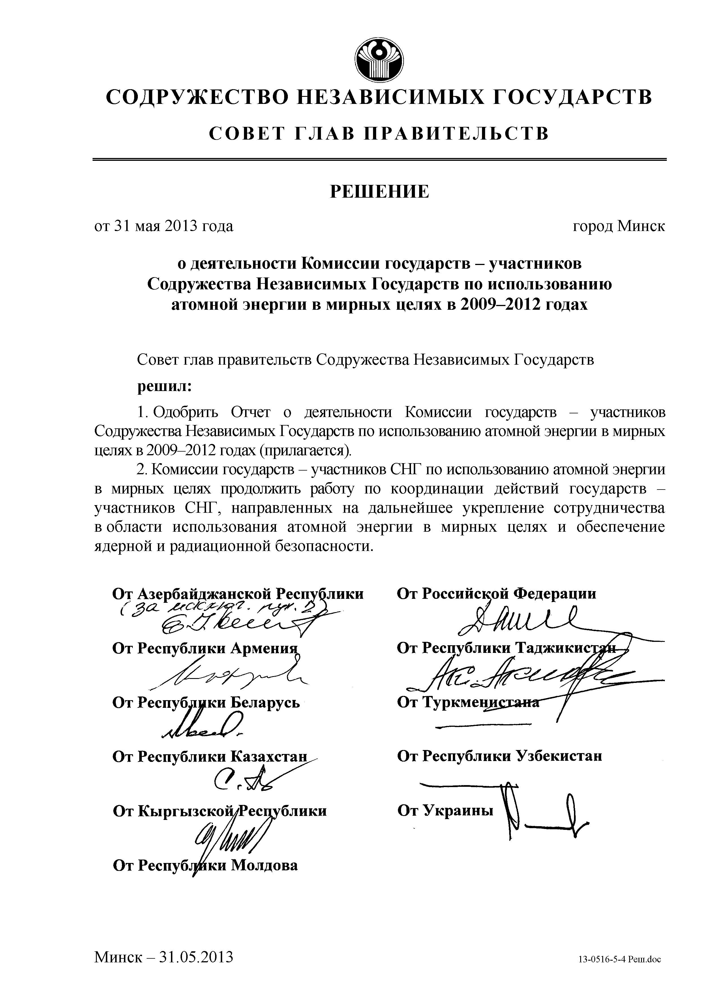 СОДРУЖЕСТВО НЕЗАВИСИМЫХ ГОСУДАРСТВ
СОВЕТ ГЛАВ ПРАВИТЕЛЬСТВ
РЕШЕНИЕ
от 31 мая 2013 года город Минск
о деятельности Комиссии государств – участников
Содружества Независимых Государств по использованию
атомной энергии в мирных целях в 2009–2012 годах
Совет глав правительств Содружества Независимых Государств
решил:
1. Одобрить Отчет о деятельности Комиссии государств – участников
Содружества Независимых Государств по использованию атомной энергии в мирных
целях в 2009–2012 годах (прилагается).
2. Комиссии государств – участников СНГ по использованию атомной энергии
в мирных целях продолжить работу по координации действий государств –
участников СНГ, направленных на дальнейшее укрепление сотрудничества
в области использования атомной энергии в мирных целях и обеспечение
ядерной и радиационной безопасности.
От Азербайджанской Республики От Российской Федерации
(за исключ. пун. 2)
От Республики Армения От Республики Таджикистан
От Республики Беларусь От Туркменистана
От Республики Казахстан От Республики Узбекистан
От Кыргызской Республики От Украины
От Республики Молдова
Минск – 31.05.2013 13-0516-5-4 Реш.doc